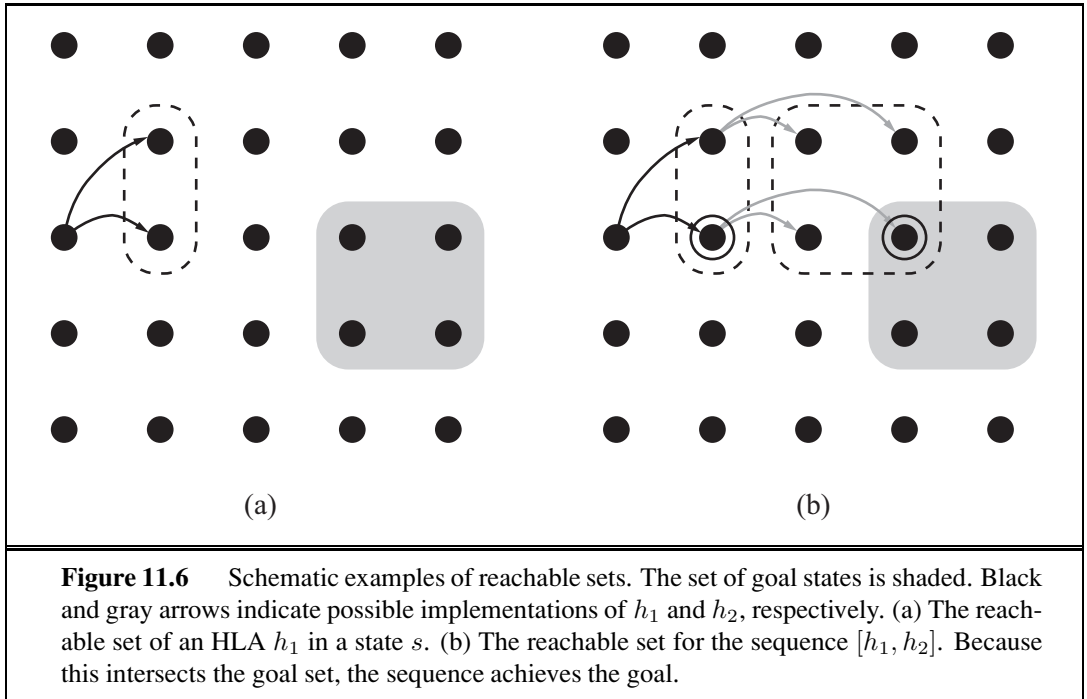 (a)
(b)
Figure 11.6 Schematic examples of reachable sets. The set of goal states is shaded. Black
and gray arrows indicate possible implementations of h₁ and h₂, respectively. (a) The reach-
able set of an HLA h₁ in a state s. (b) The reachable set for the sequence [h₁, h₂]. Because
this intersects the goal set, the sequence achieves the goal.